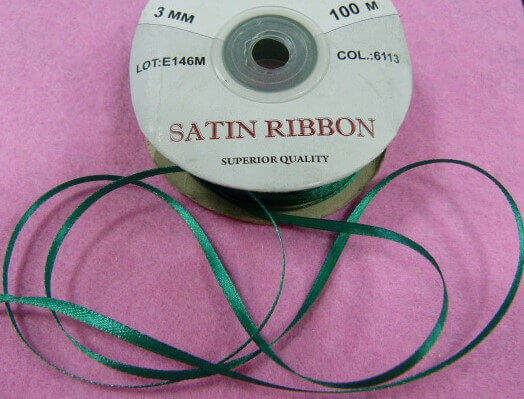 3 MM 100 M
LOT:E146M COL.:6113
SATIN RIBBON
SUPERIOR QUALITY